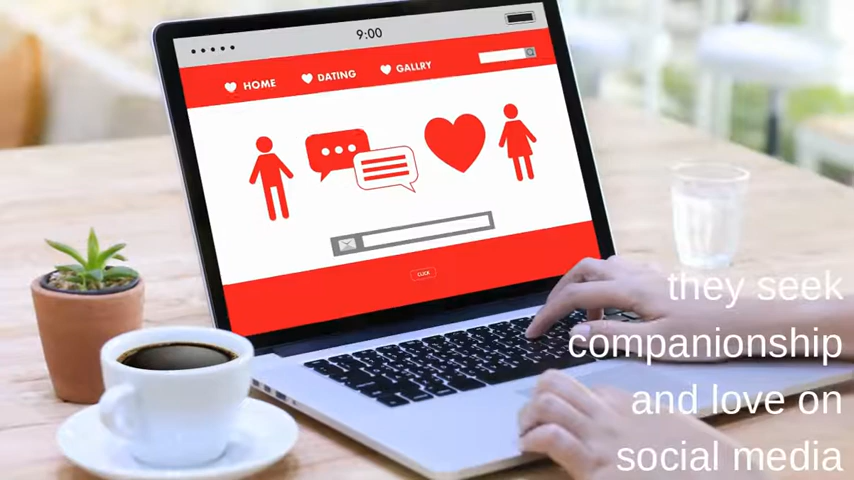 9:00
HOME DATING GALLRY
CLICK
they seek
companionship
and love on
social media